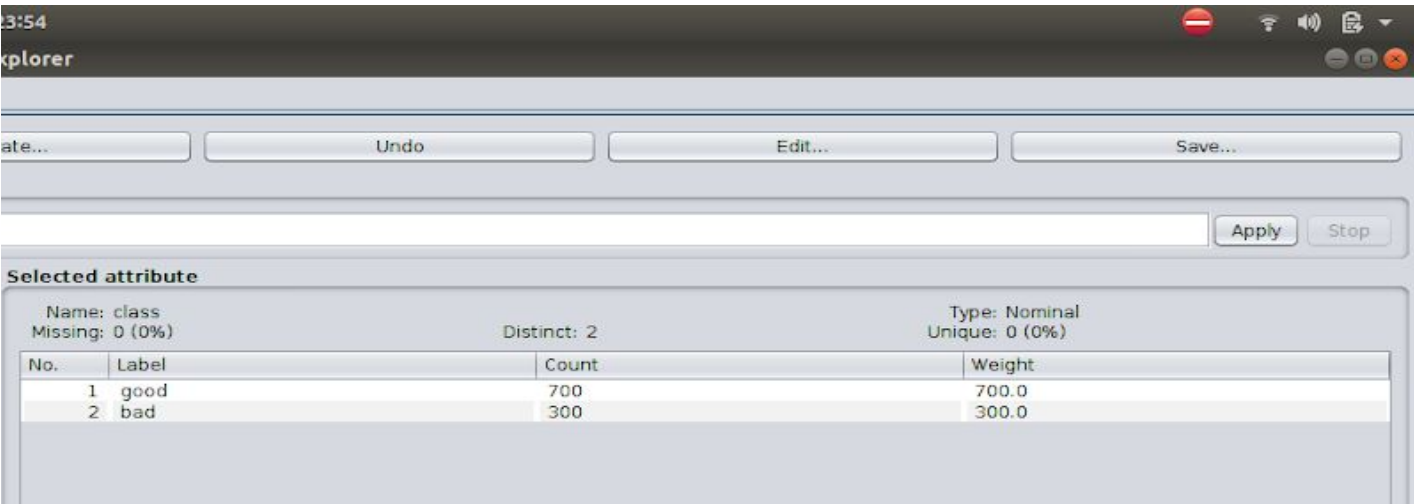 23:54
xplorer
ate... Undo Edit... Save...
Apply Stop
Selected attribute
Name: class Type: Nominal
Missing: 0 (0%) Distinct: 2 Unique: 0 (0%)
No. Label Count Weight
1 good 700 700.0
2 bad 300 300.0